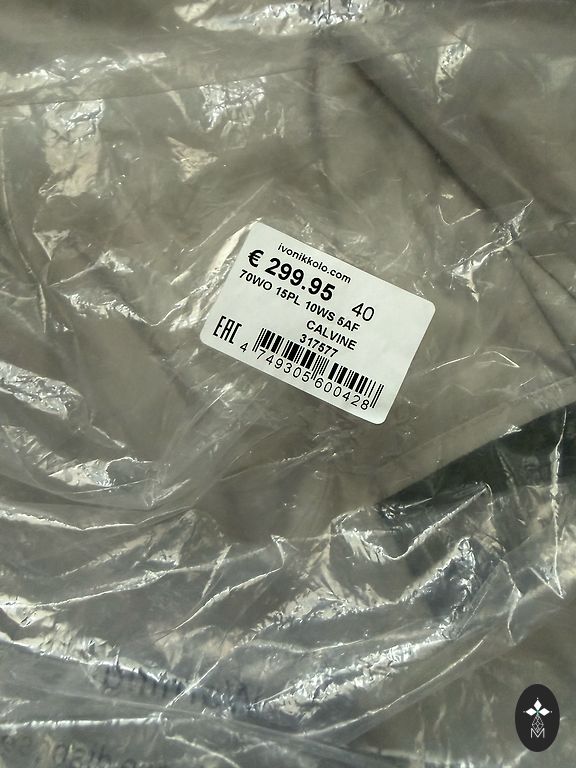 ivonikkolo.com
€ 299.95 40
70WO 15PL 10WS 5AF
CALVINE
317577
EAC
4 749305 600428
M